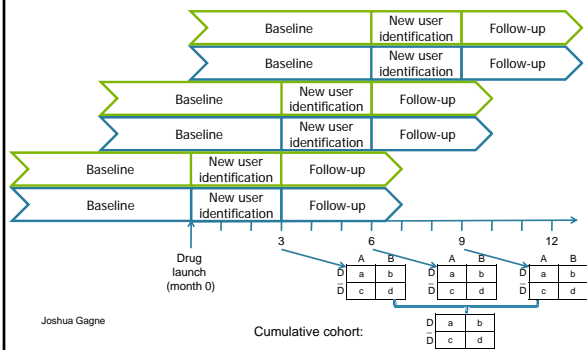 Baseline New user identification Follow-up
Baseline New user identification Follow-up
Baseline New user identification Follow-up
Baseline New user identification Follow-up
Baseline New user identification Follow-up
Baseline New user identification Follow-up
3 6 9 12
Drug launch (month 0)
A B A B A B
D a b D a b D a b
D̅ c d D̅ c d D̅ c d
Joshua Gagne
Cumulative cohort:
D a b
D̅ c d